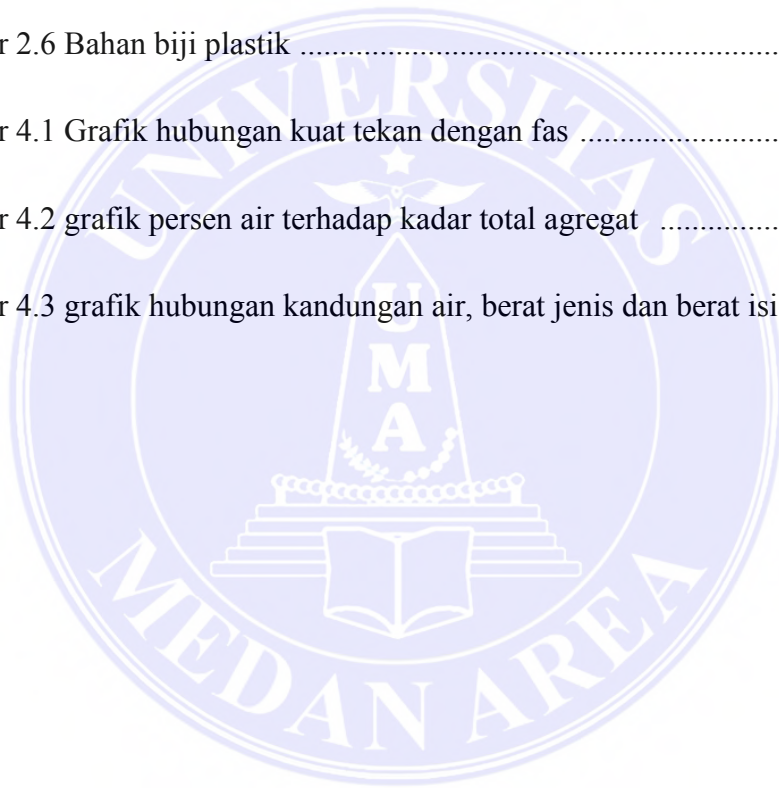 r 2.6 Bahan biji plastik ............................................................
r 4.1 Grafik hubungan kuat tekan dengan fas .........................
r 4.2 grafik persen air terhadap kadar total agregat ...............
r 4.3 grafik hubungan kandungan air, berat jenis dan berat isi
UNIVERSITAS
UMA
MEDAN AREA